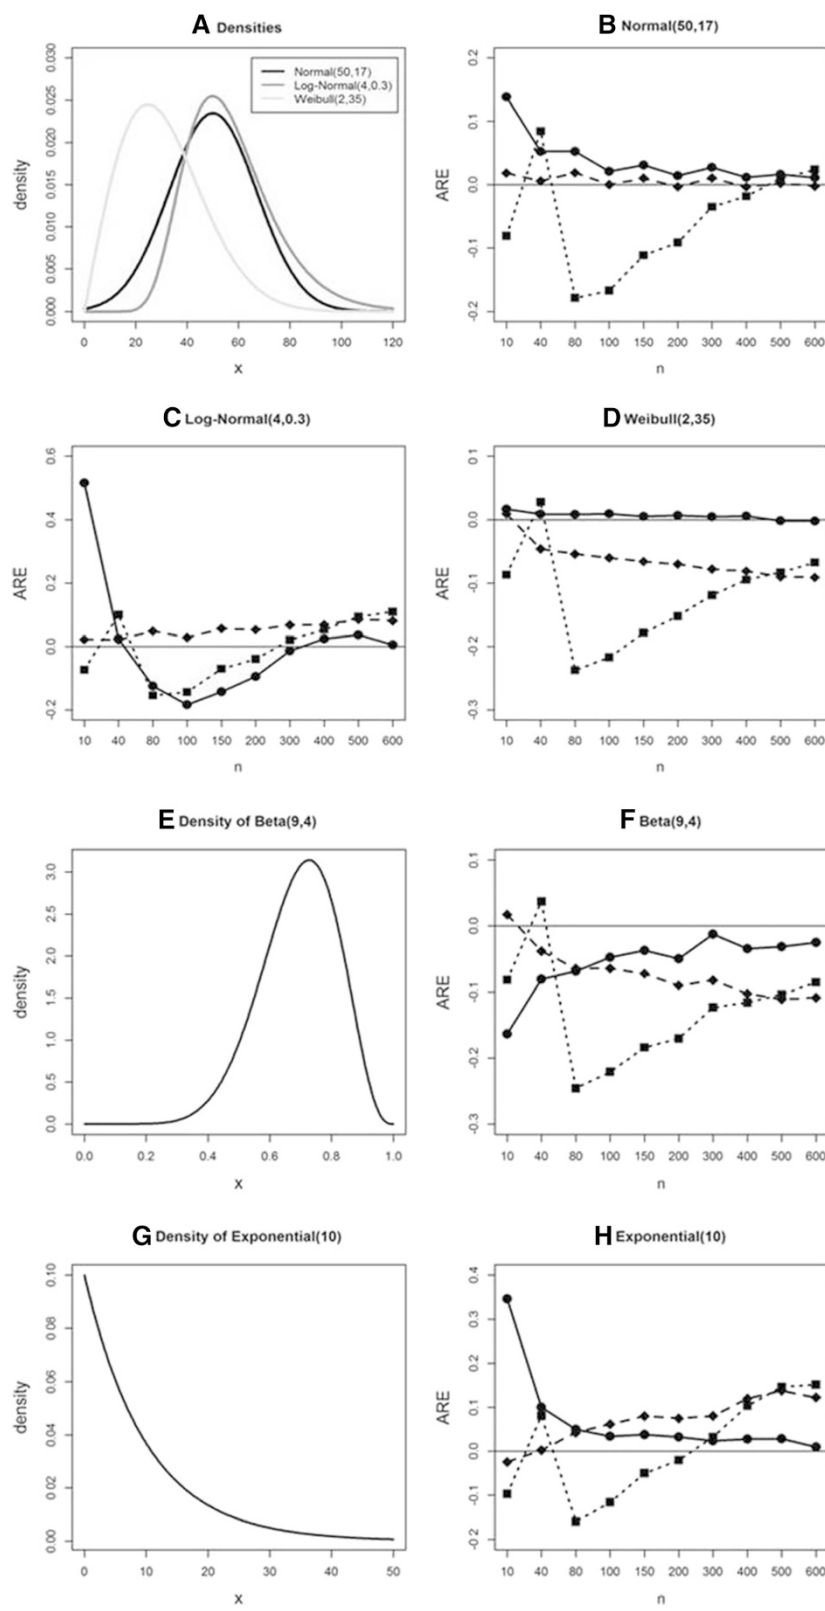 A Densities
0.030
0.025
0.020
0.015
0.010
0.005
0.000
density
Normal(50,17)
Log-Normal(4,0.3)
Weibull(2,35)
0 20 40 60 80 100 120
x
B Normal(50,17)
0.2
0.1
0.0
-0.1
-0.2
ARE
10 40 80 100 150 200 300 400 500 600
n
C Log-Normal(4,0.3)
0.6
0.4
0.2
0.0
-0.2
ARE
10 40 80 100 150 200 300 400 500 600
n
D Weibull(2,35)
0.1
0.0
-0.1
-0.2
-0.3
ARE
10 40 80 100 150 200 300 400 500 600
n
E Density of Beta(9,4)
3.0
2.5
2.0
1.5
1.0
0.5
0.0
density
0.0 0.2 0.4 0.6 0.8 1.0
x
F Beta(9,4)
0.1
0.0
-0.1
-0.2
-0.3
ARE
10 40 80 100 150 200 300 400 500 600
n
G Density of Exponential(10)
0.10
0.08
0.06
0.04
0.02
0.00
density
0 10 20 30 40 50
x
H Exponential(10)
0.4
0.3
0.2
0.1
0.0
-0.1
-0.2
ARE
10 40 80 100 150 200 300 400 500 600
n